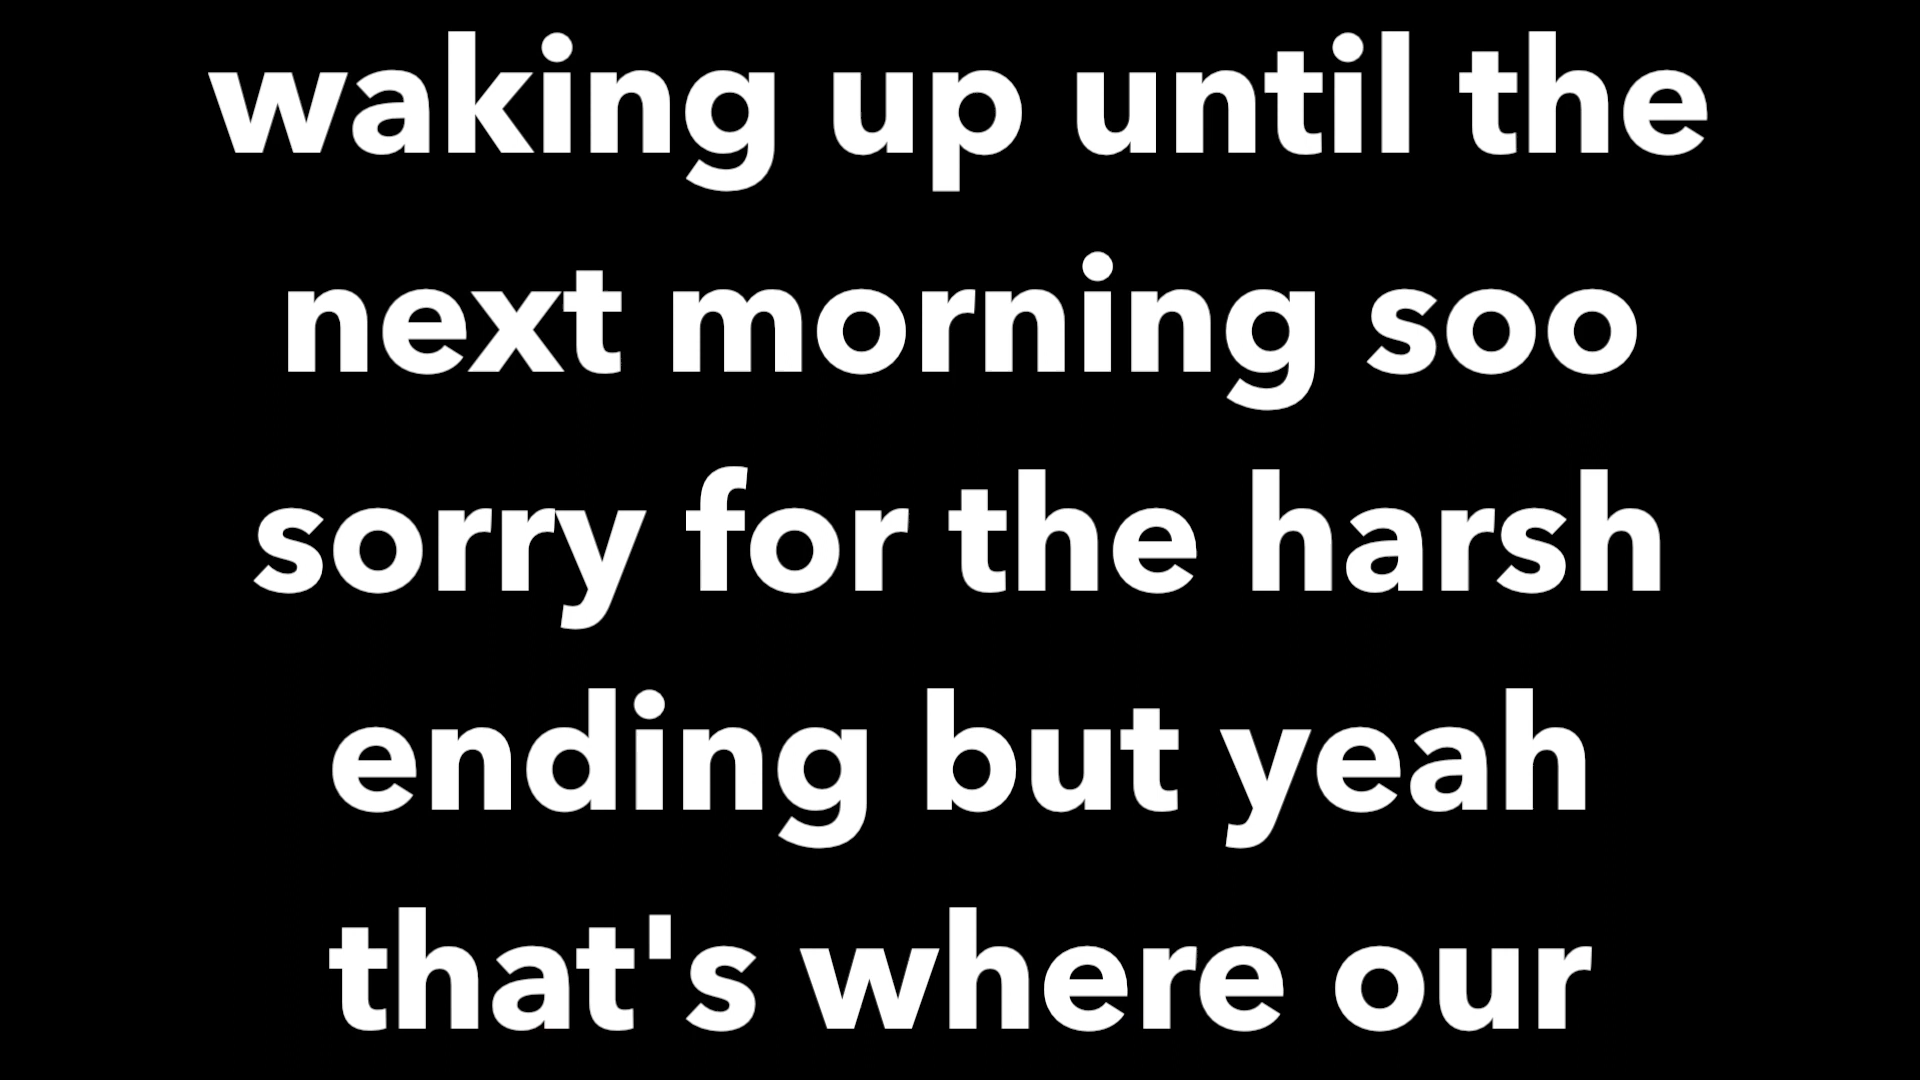 waking up until the
next morning soo
sorry for the harsh
ending but yeah
that's where our